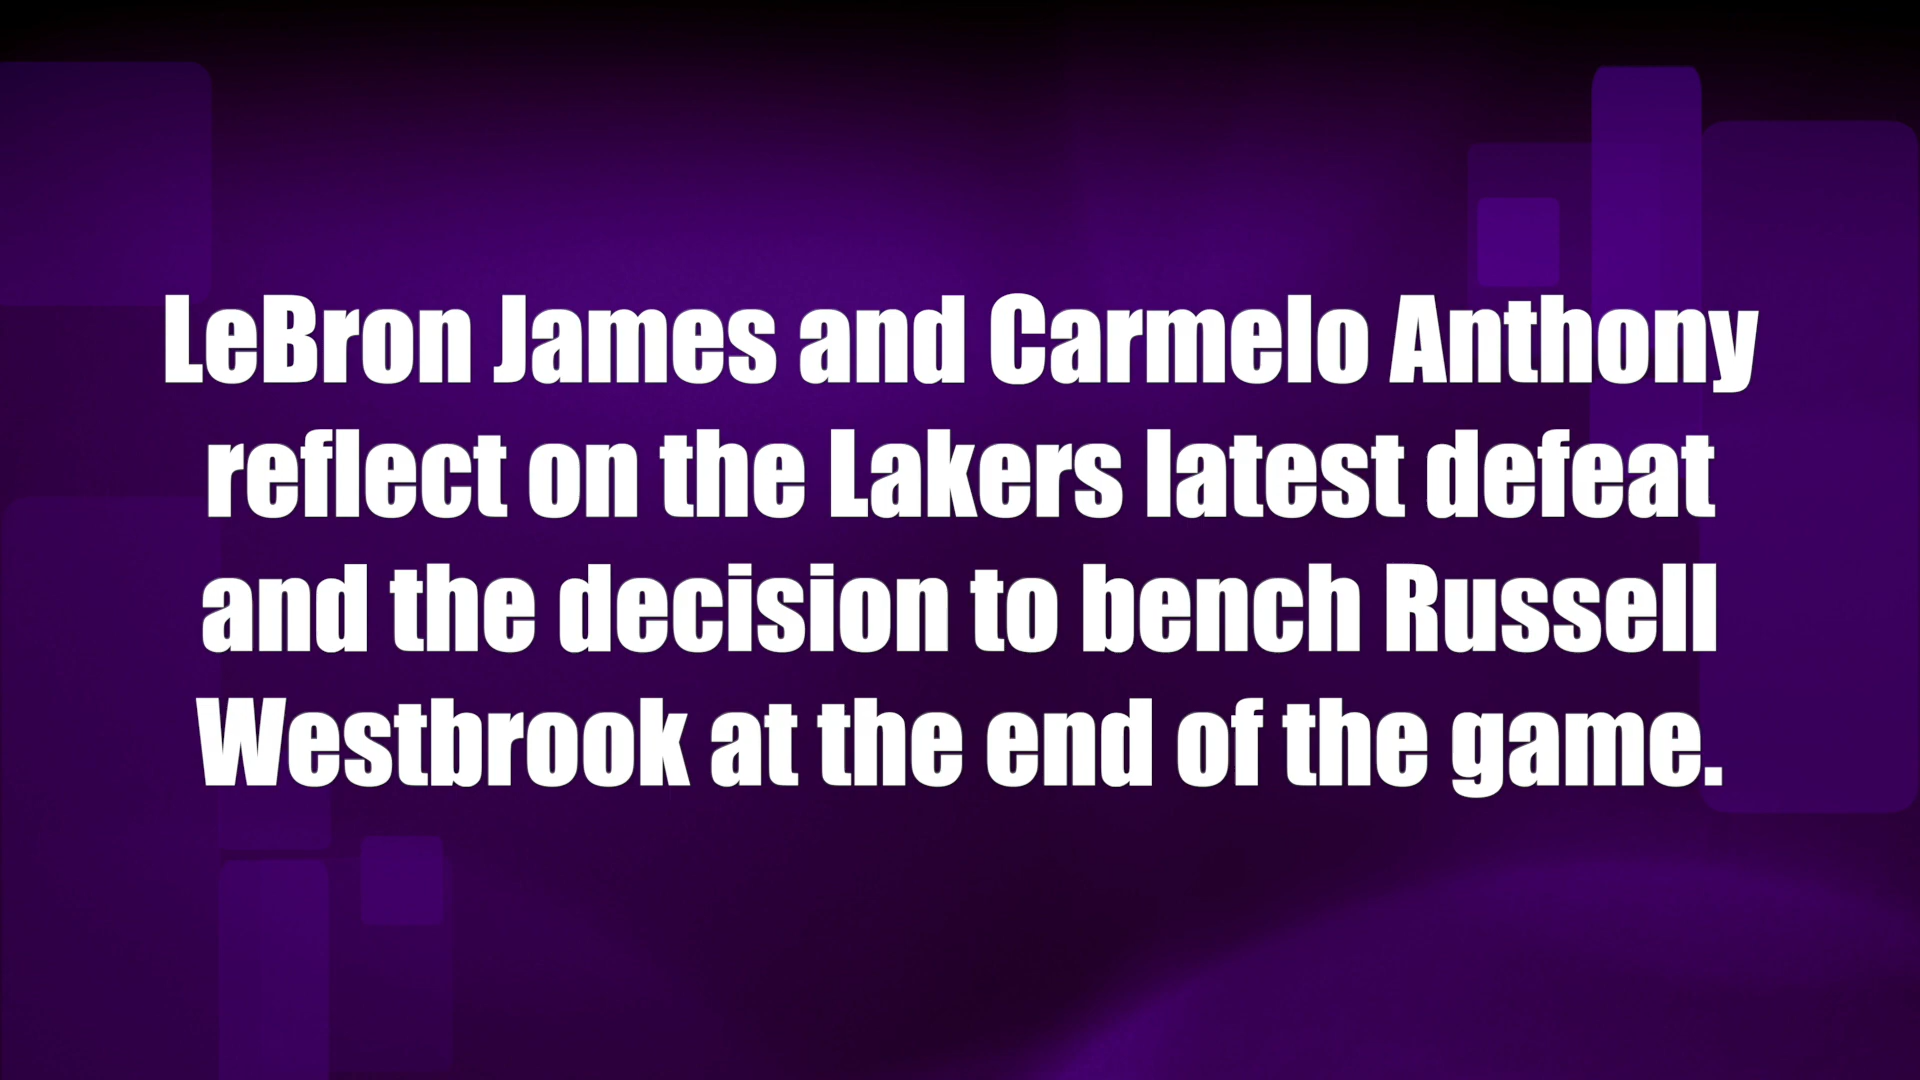 LeBron James and Carmelo Anthony
reflect on the Lakers latest defeat
and the decision to bench Russell
Westbrook at the end of the game.